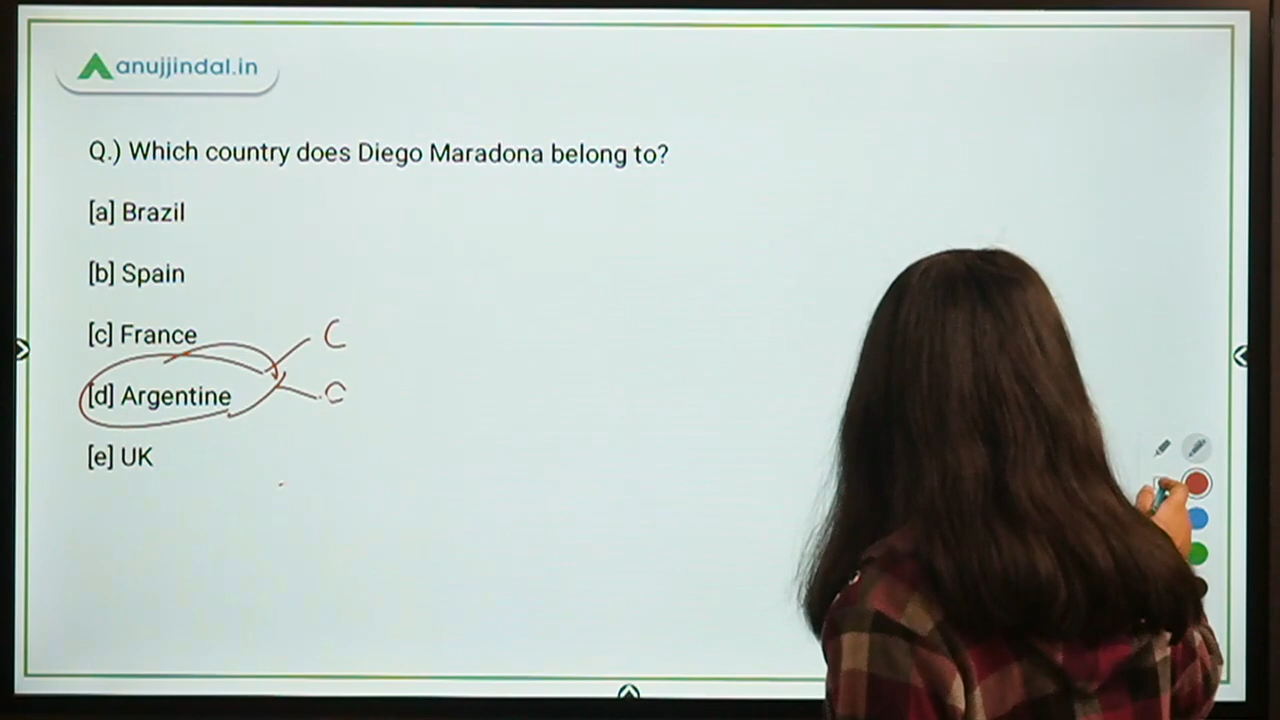 anujjindal.in
Q.) Which country does Diego Maradona belong to?
[a] Brazil
[b] Spain
[c] France
C
[d] Argentine
C
[e] UK